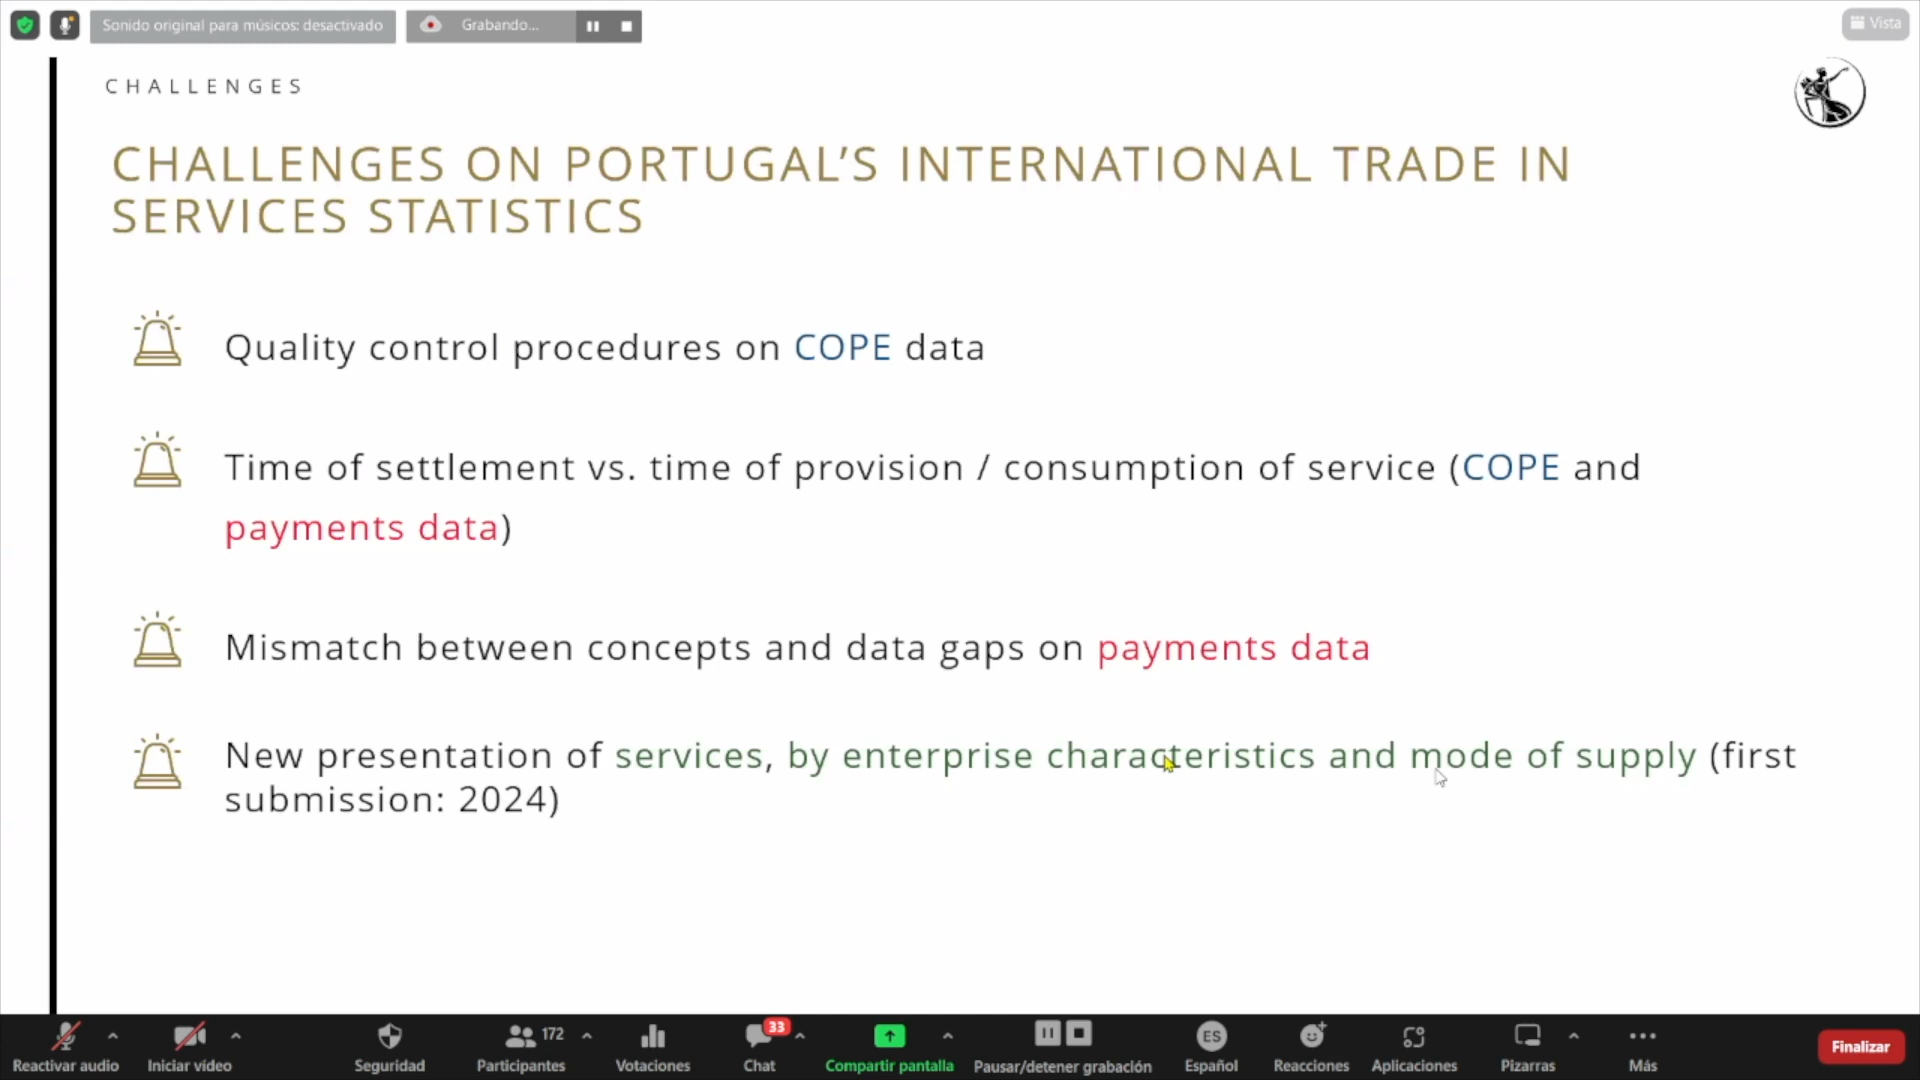 Sonido original para músicos: desactivado
Grabando...
Vista
CHALLENGES
CHALLENGES ON PORTUGAL’S INTERNATIONAL TRADE IN
SERVICES STATISTICS
Quality control procedures on COPE data
Time of settlement vs. time of provision / consumption of service (COPE and
payments data)
Mismatch between concepts and data gaps on payments data
New presentation of services, by enterprise characteristics and mode of supply (first
submission: 2024)
172
33
ES
Reactivar audio
Iniciar vídeo
Seguridad
Participantes
Votaciones
Chat
Compartir pantalla
Pausar/detener grabación
Español
Reacciones
Aplicaciones
Pizarras
Más
Finalizar